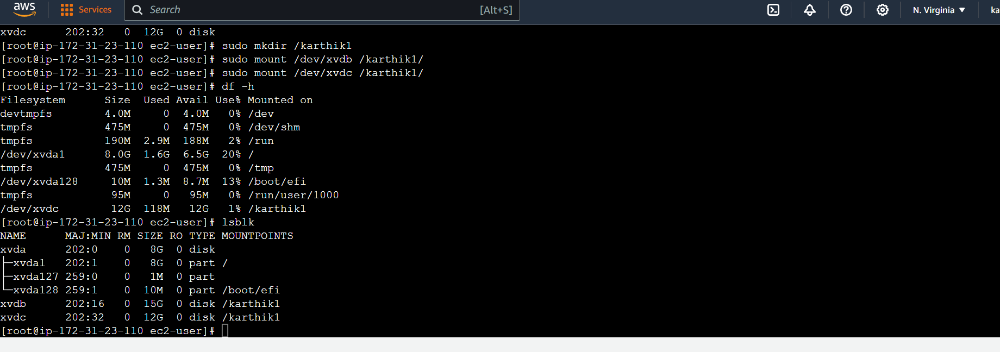 aws
Services
Search
[Alt+S]
N. Virginia
ka
xvdc      202:32   0  12G  0 disk
[root@ip-172-31-23-110 ec2-user]# sudo mkdir /karthik1
[root@ip-172-31-23-110 ec2-user]# sudo mount /dev/xvdb /karthik1/
[root@ip-172-31-23-110 ec2-user]# sudo mount /dev/xvdc /karthik1/
[root@ip-172-31-23-110 ec2-user]# df -h
Filesystem      Size  Used Avail Use% Mounted on
devtmpfs        4.0M     0  4.0M   0% /dev
tmpfs           475M     0  475M   0% /dev/shm
tmpfs           190M  2.9M  188M   2% /run
/dev/xvda1      8.0G  1.6G  6.5G  20% /
tmpfs           475M     0  475M   0% /tmp
/dev/xvda128     10M  1.3M  8.7M  13% /boot/efi
tmpfs            95M     0   95M   0% /run/user/1000
/dev/xvdc        12G  118M   12G   1% /karthik1
[root@ip-172-31-23-110 ec2-user]# lsblk
NAME      MAJ:MIN RM SIZE RO TYPE MOUNTPOINTS
xvda      202:0    0   8G  0 disk
├─xvda1   202:1    0   8G  0 part /
├─xvda127 259:0    0   1M  0 part
└─xvda128 259:1    0  10M  0 part /boot/efi
xvdb      202:16   0  15G  0 disk /karthik1
xvdc      202:32   0  12G  0 disk /karthik1
[root@ip-172-31-23-110 ec2-user]#